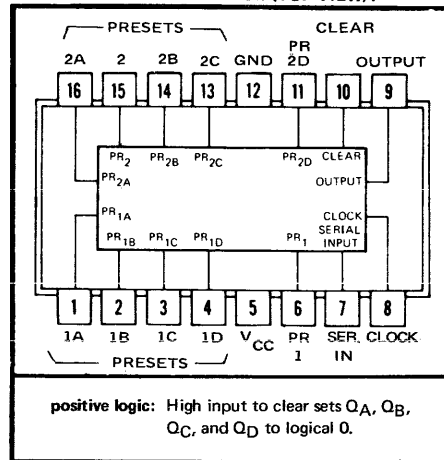 PRESETS CLEAR
PR
2A 2 2B 2C GND 2D OUTPUT
16 15 14 13 12 11 10 9
PR2 PR2B PR2C PR2D CLEAR
PR2A OUTPUT
PR1A CLOCK
SERIAL
PR1B PR1C PR1D PR1 INPUT
1 2 3 4 5 6 7 8
1A 1B 1C 1D VCC PR SER. CLOCK
1 IN
PRESETS
positive logic: High input to clear sets QA, QB,
QC, and QD to logical 0.